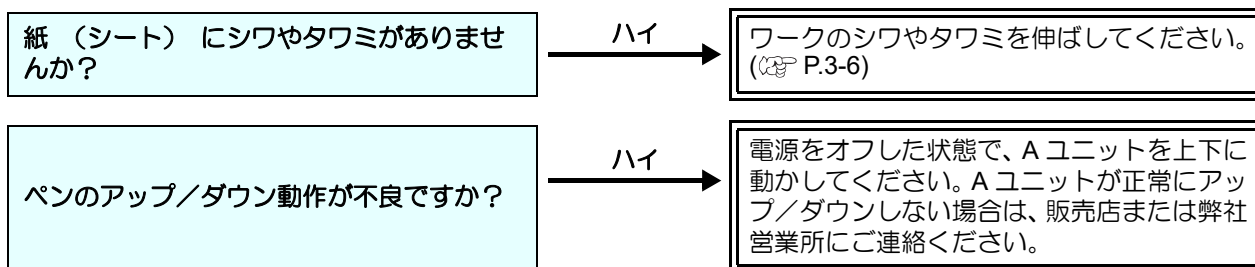 紙 （シート） にシワやタワミがありませ
んか？
ハイ
ワークのシワやタワミを伸ばしてください。
(☞ P.3-6)
ペンのアップ／ダウン動作が不良ですか？
ハイ
電源をオフした状態で、A ユニットを上下に
動かしてください。A ユニットが正常にアッ
プ／ダウンしない場合は、販売店または弊社
営業所にご連絡ください。